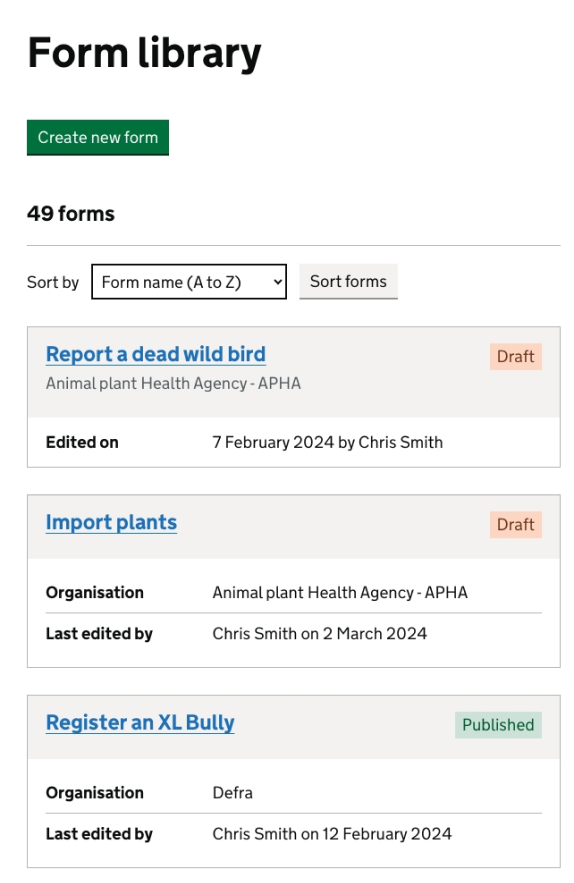 Form library
Create new form
49 forms
Sort by Form name (A to Z) Sort forms
Report a dead wild bird Draft
Animal plant Health Agency - APHA
Edited on 7 February 2024 by Chris Smith
Import plants Draft
Organisation Animal plant Health Agency - APHA
Last edited by Chris Smith on 2 March 2024
Register an XL Bully Published
Organisation Defra
Last edited by Chris Smith on 12 February 2024